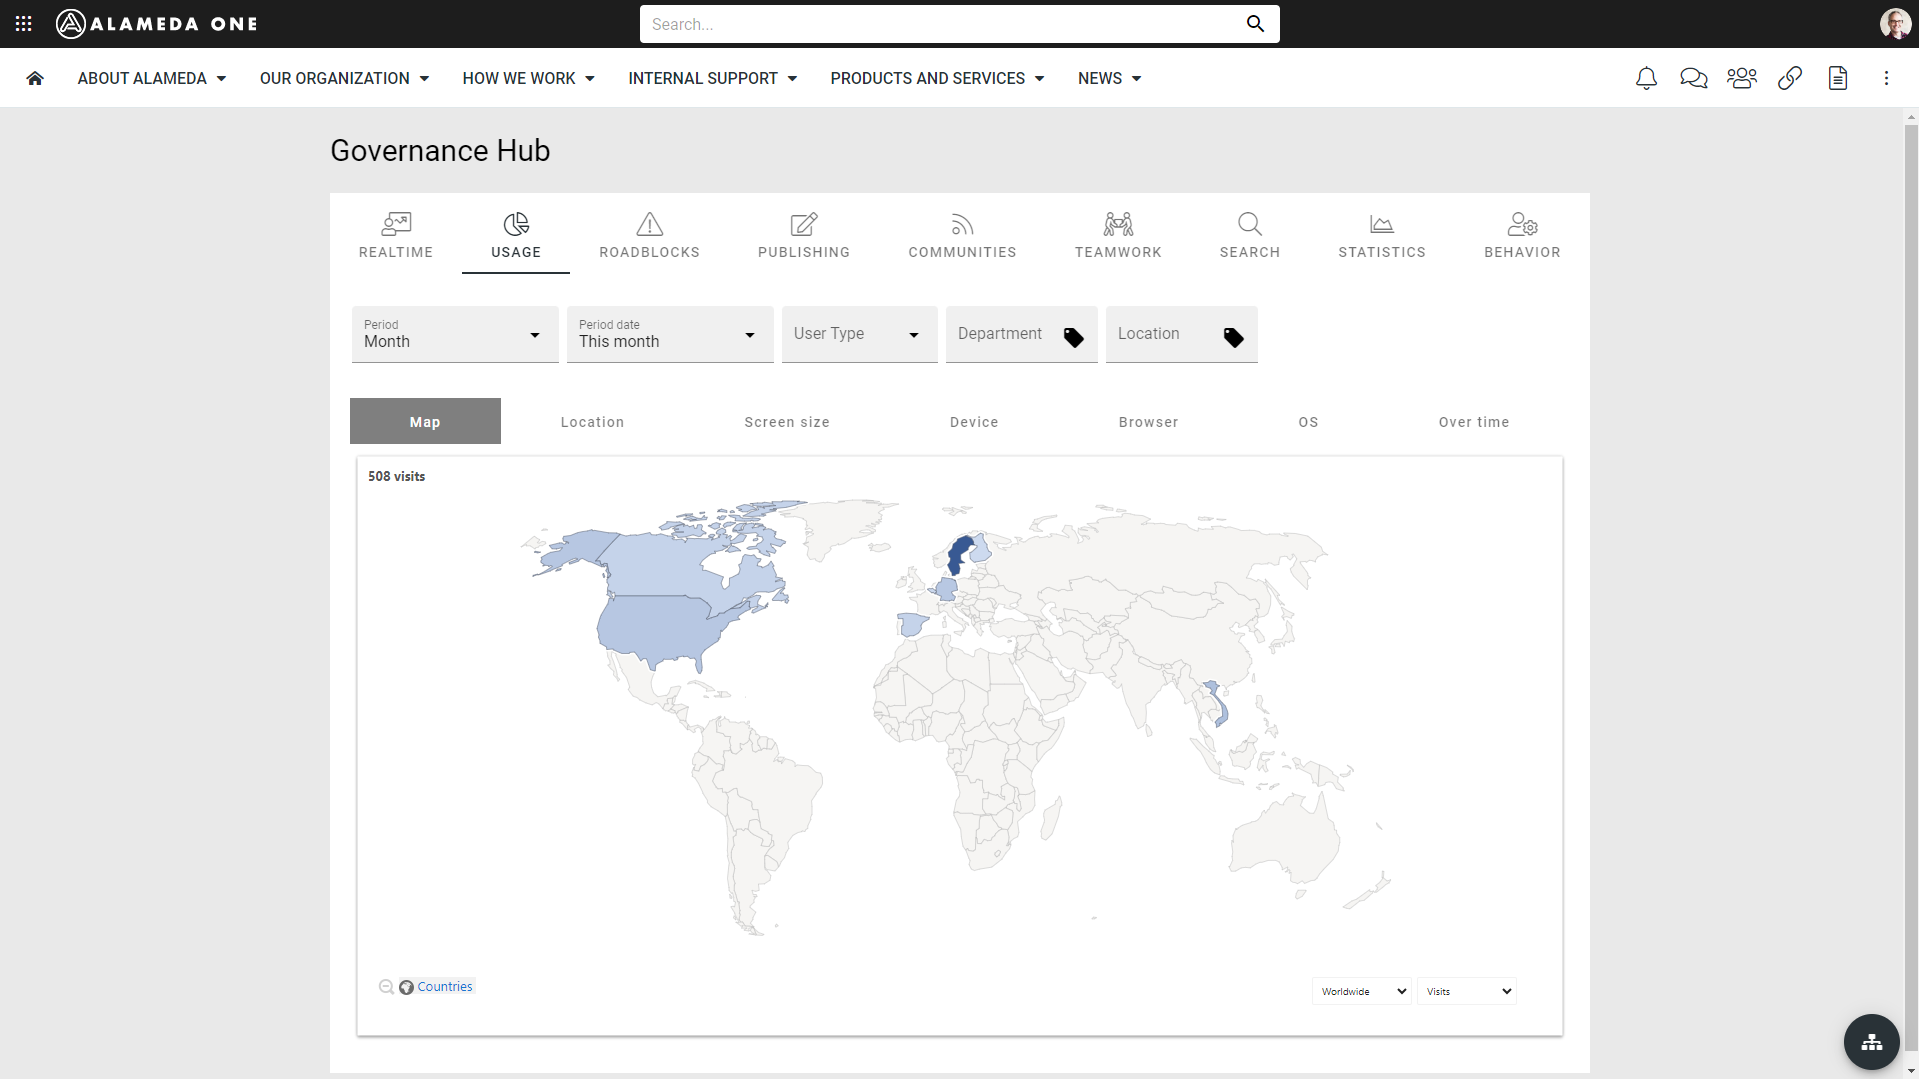 ALAMEDA ONE
Search...
ABOUT ALAMEDA OUR ORGANIZATION HOW WE WORK INTERNAL SUPPORT PRODUCTS AND SERVICES NEWS
Governance Hub
REALTIME USAGE ROADBLOCKS PUBLISHING COMMUNITIES TEAMWORK SEARCH STATISTICS BEHAVIOR
Period
Month
Period date
This month
User Type
Department
Location
Map Location Screen size Device Browser OS Over time
508 visits
Countries
Worldwide Visits